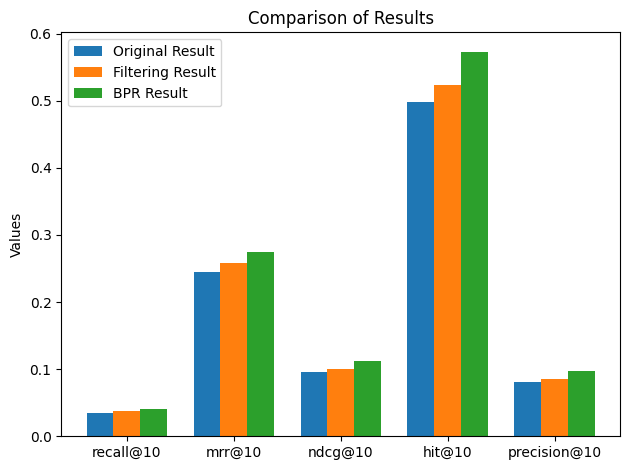 Comparison of Results
Original Result
Filtering Result
BPR Result
Values
0.6
0.5
0.4
0.3
0.2
0.1
0.0
recall@10 mrr@10 ndcg@10 hit@10 precision@10